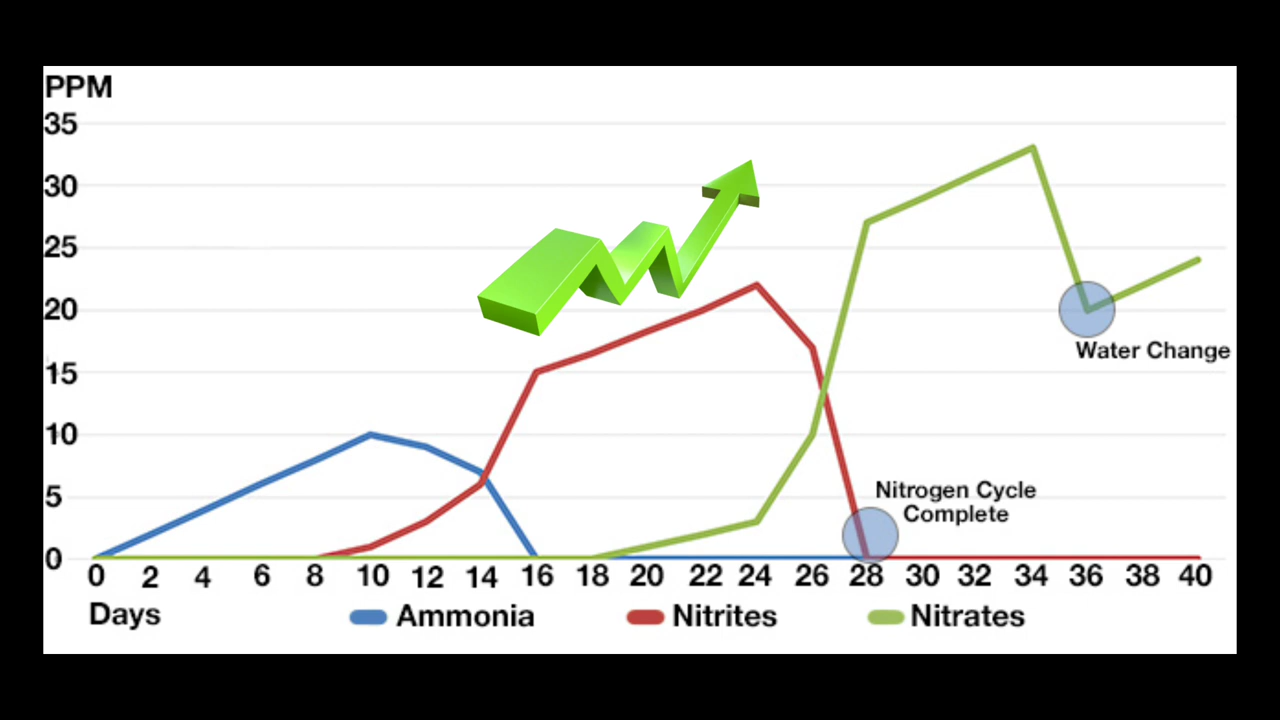 PPM
35
30
25
20
Water Change
15
10
Nitrogen Cycle
Complete
5
0
0 2 4 6 8 10 12 14 16 18 20 22 24 26 28 30 32 34 36 38 40
Days Ammonia Nitrites Nitrates